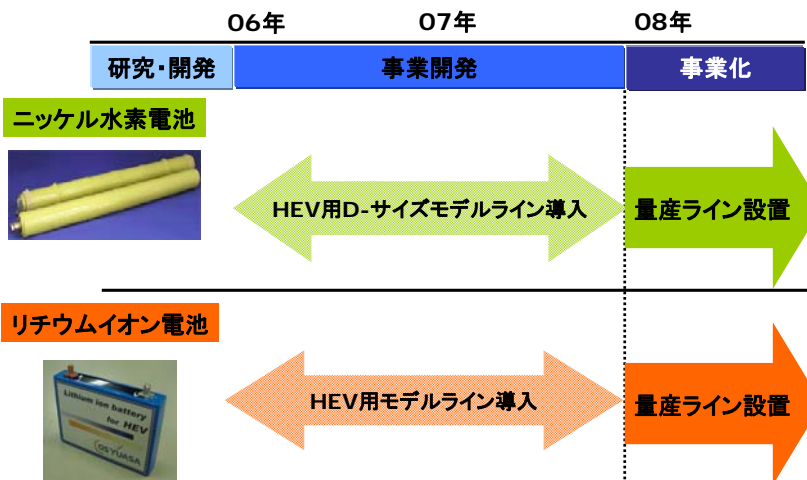 06年
07年
08年
研究・開発
事業開発
事業化
ニッケル水素電池
HEV用D-サイズモデルライン導入
量産ライン設置
リチウムイオン電池
Lithium ion battery
for HEV
GS YUASA
HEV用モデルライン導入
量産ライン設置